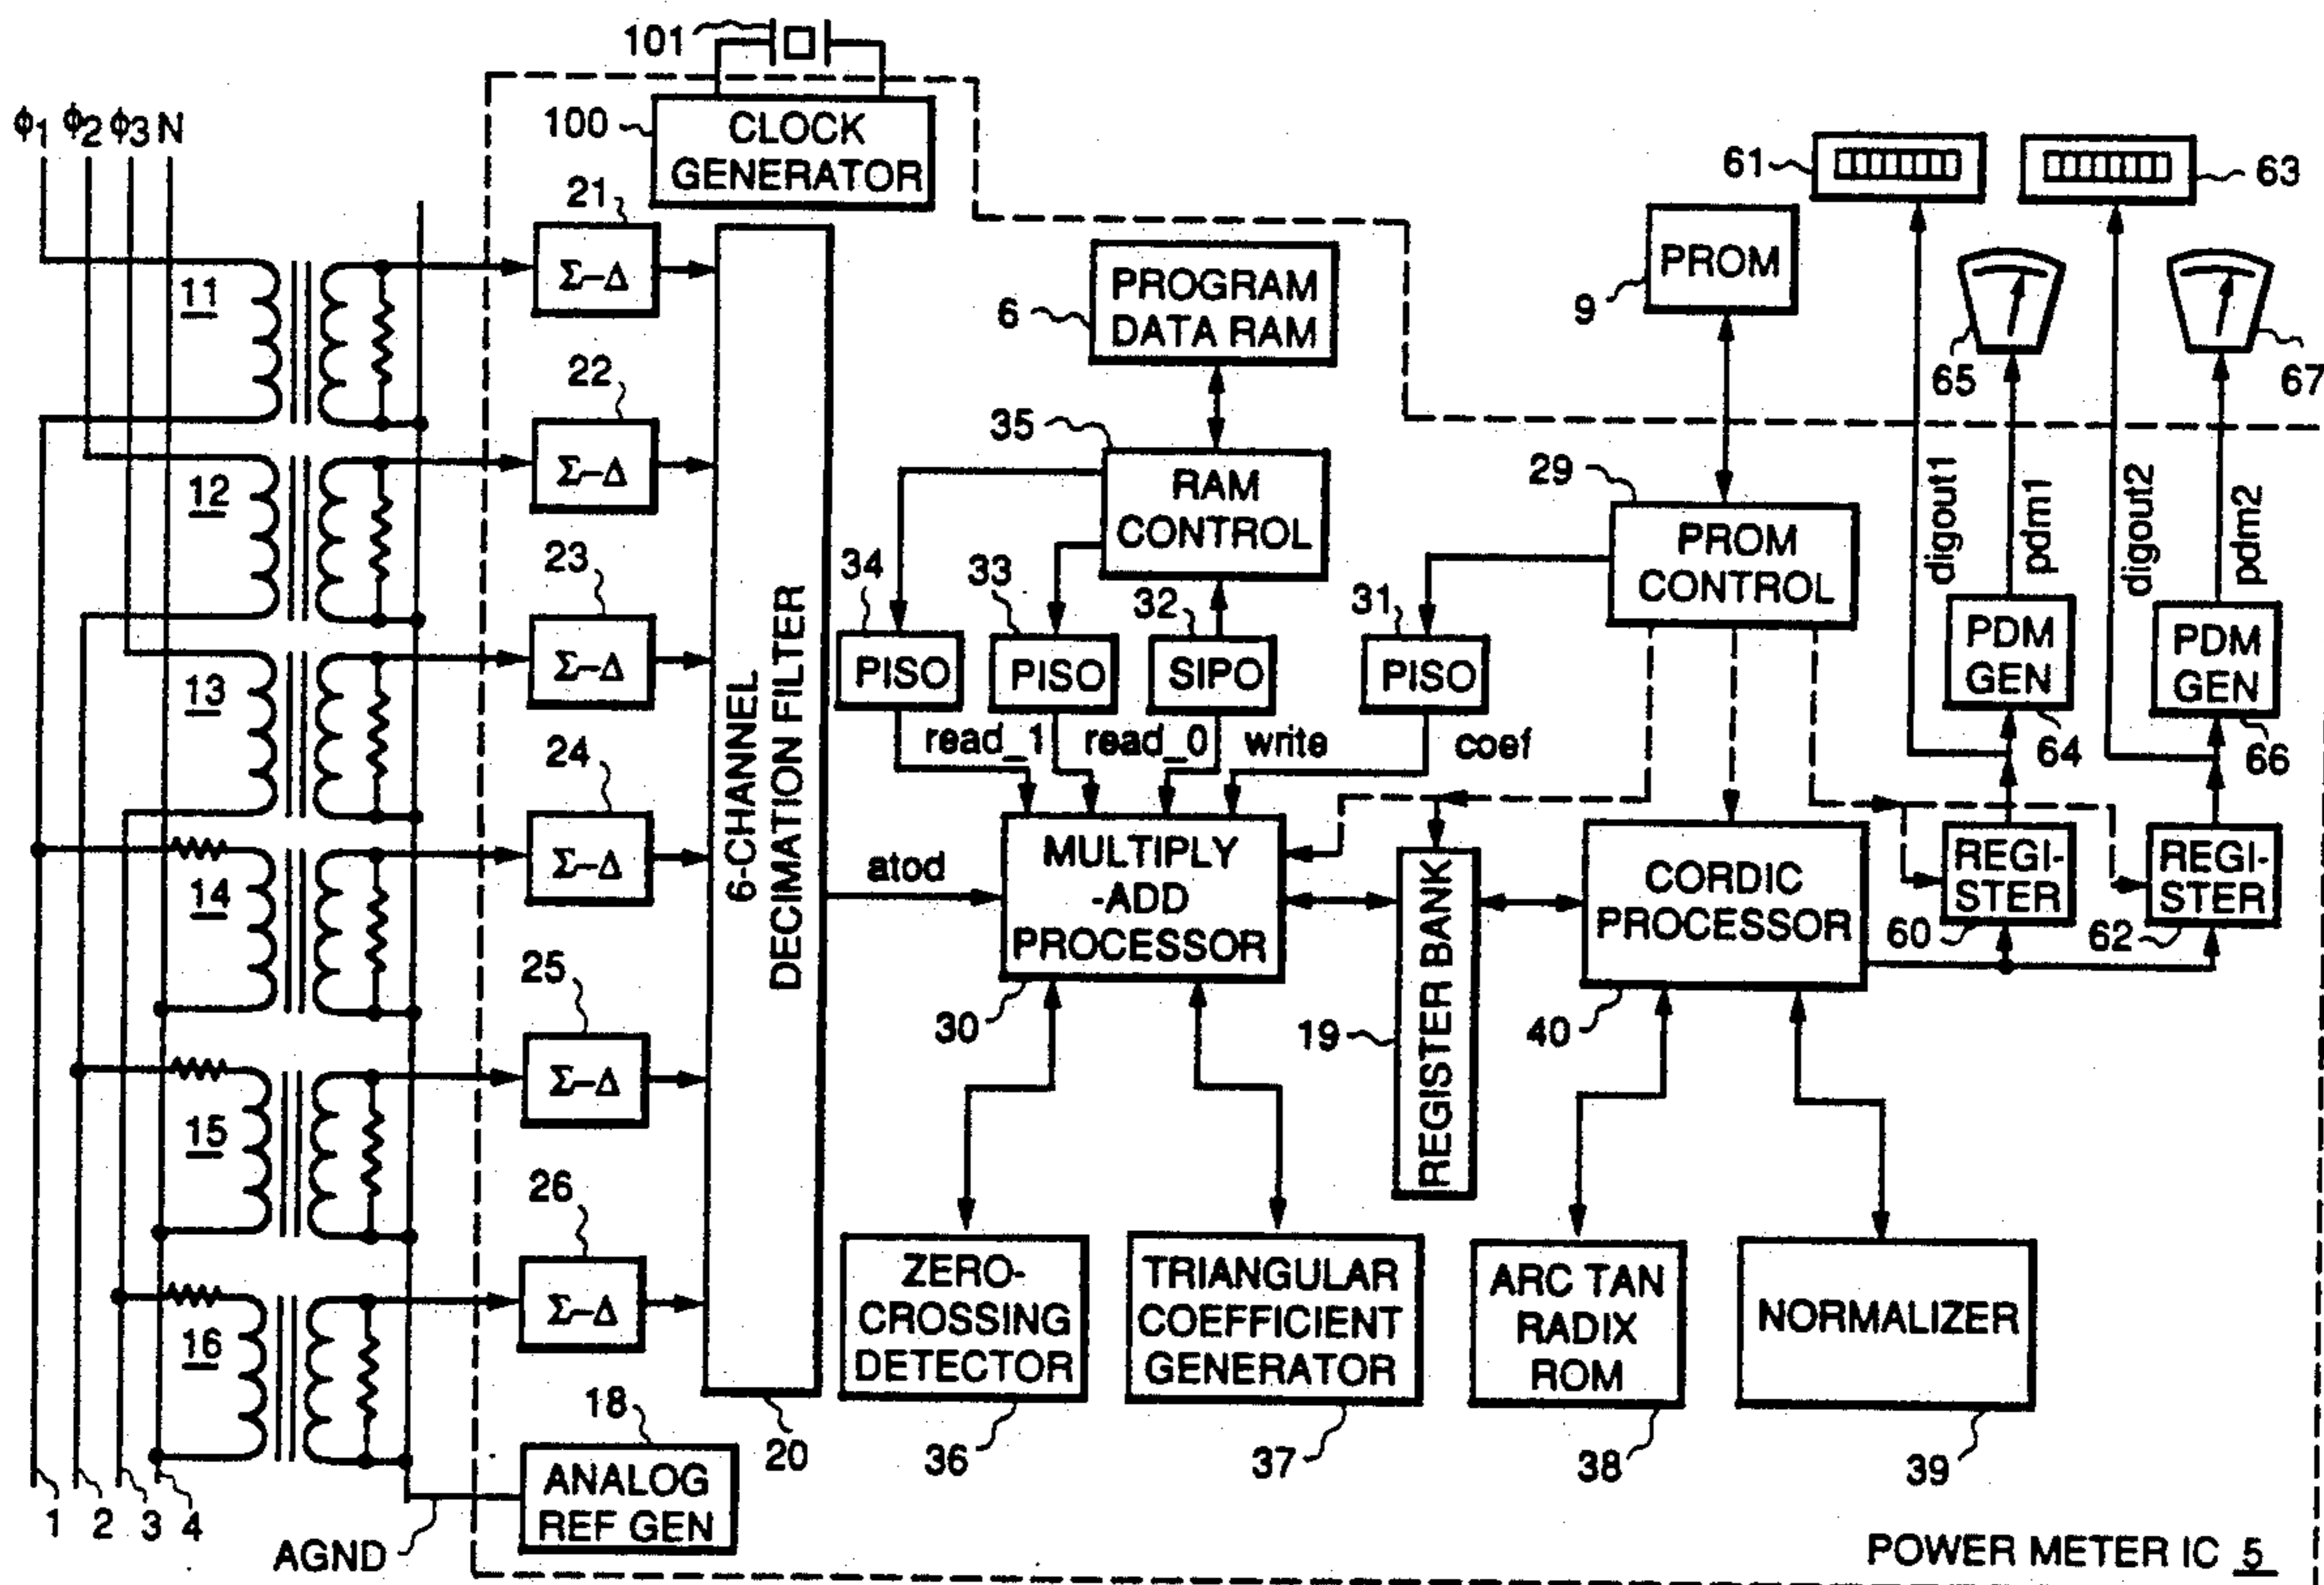 101
ϕ1 ϕ2 ϕ3 N
100
CLOCK
GENERATOR
21
Σ–Δ
11
22
Σ–Δ
12
23
Σ–Δ
13
24
Σ–Δ
14
25
Σ–Δ
15
26
Σ–Δ
16
18
ANALOG
REF GEN
AGND
1 2 3 4
6-CHANNEL
DECIMATION FILTER
20
6
PROGRAM
DATA RAM
35
RAM
CONTROL
34
PISO
33
PISO
32
SIPO
31
PISO
read_1
read_0
write
coef
atod
MULTIPLY
-ADD
PROCESSOR
30
ZERO-
CROSSING
DETECTOR
36
TRIANGULAR
COEFFICIENT
GENERATOR
37
19
REGISTER BANK
9
PROM
29
PROM
CONTROL
CORDIC
PROCESSOR
40
ARC TAN
RADIX
ROM
38
NORMALIZER
39
61
63
65
67
digout1
pdm1
digout2
pdm2
PDM
GEN
64
PDM
GEN
66
REGI-
STER
60
REGI-
STER
62
POWER METER IC 5